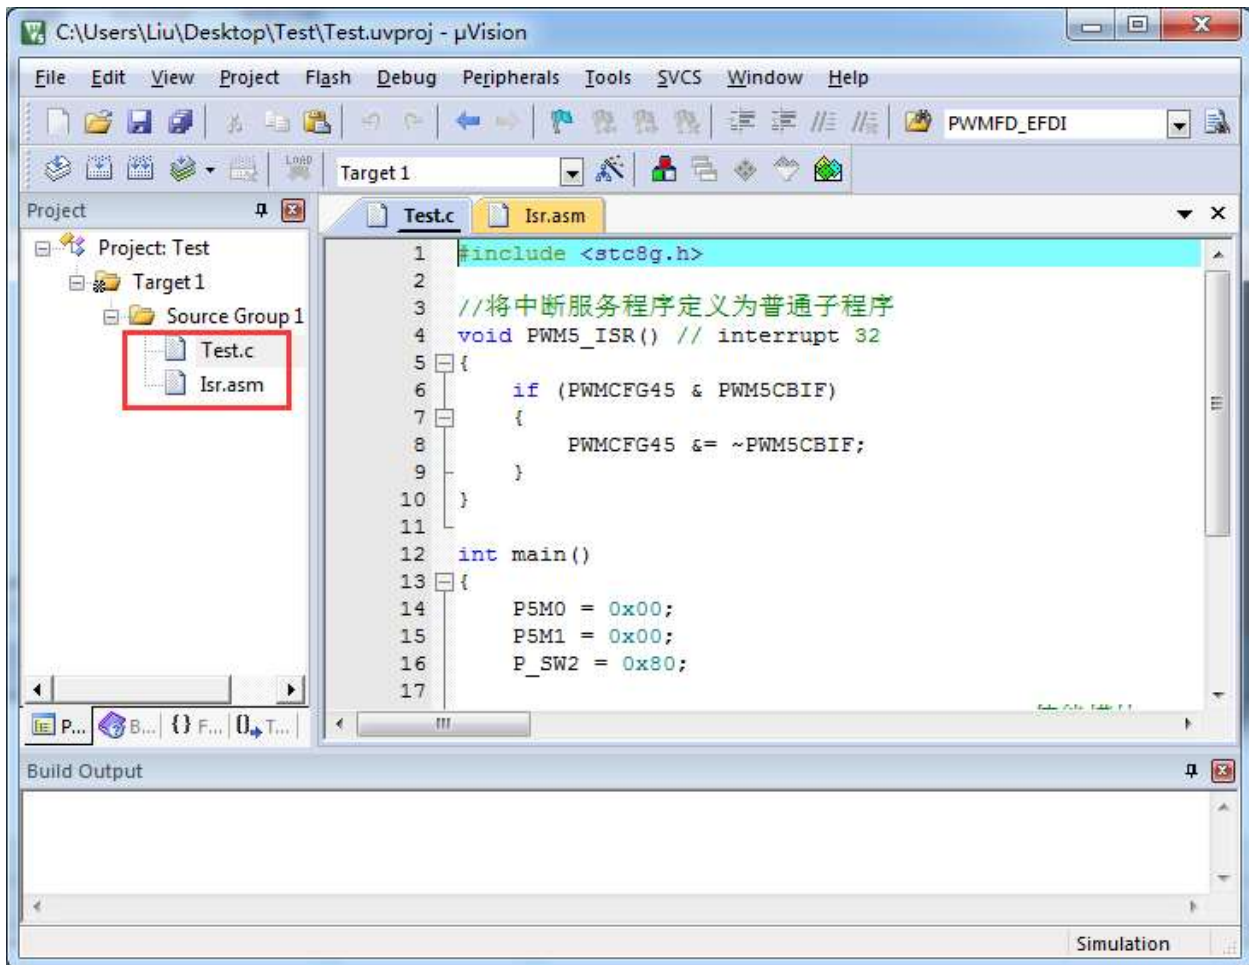 C:\Users\Liu\Desktop\Test\Test.uvproj - µVision
File Edit View Project Flash Debug Peripherals Tools SVCS Window Help
PWMFD_EFDI
LOAD Target 1
Project
Test.c Isr.asm
Project: Test
Target 1
Source Group 1
Test.c
Isr.asm
1 #include <stc8g.h>
2
3 //将中断服务程序定义为普通子程序
4 void PWM5_ISR() // interrupt 32
5 {
6 if (PWMCFG45 & PWM5CBIF)
7 {
8 PWMCFG45 &= ~PWM5CBIF;
9 }
10 }
11
12 int main()
13 {
14 P5M0 = 0x00;
15 P5M1 = 0x00;
16 P_SW2 = 0x80;
17
P... B... {} F... 0 T...
Build Output
Simulation